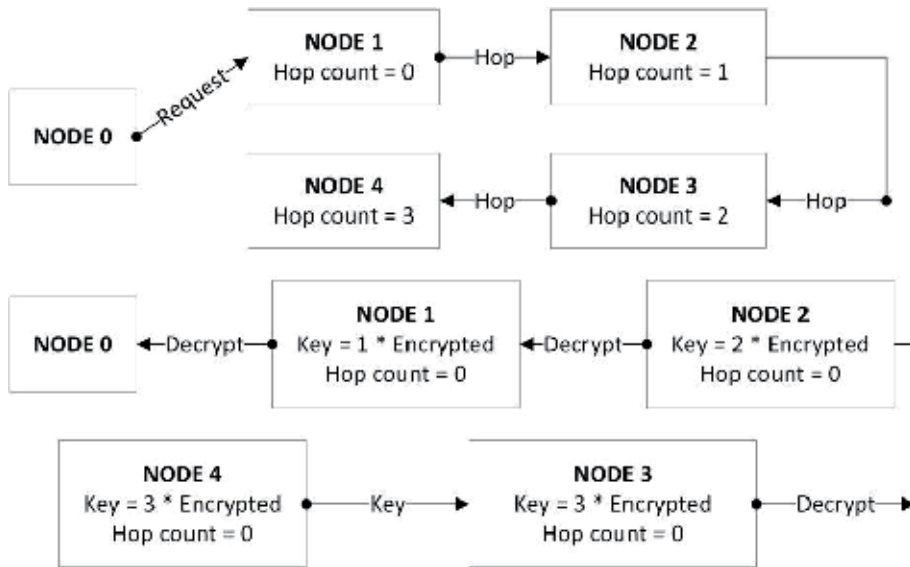 NODE 1
Hop count = 0
Hop
NODE 2
Hop count = 1
Request
NODE 0
NODE 4
Hop count = 3
Hop
NODE 3
Hop count = 2
Hop
NODE 0
Decrypt
NODE 1
Key = 1 * Encrypted
Hop count = 0
Decrypt
NODE 2
Key = 2 * Encrypted
Hop count = 0
NODE 4
Key = 3 * Encrypted
Hop count = 0
Key
NODE 3
Key = 3 * Encrypted
Hop count = 0
Decrypt